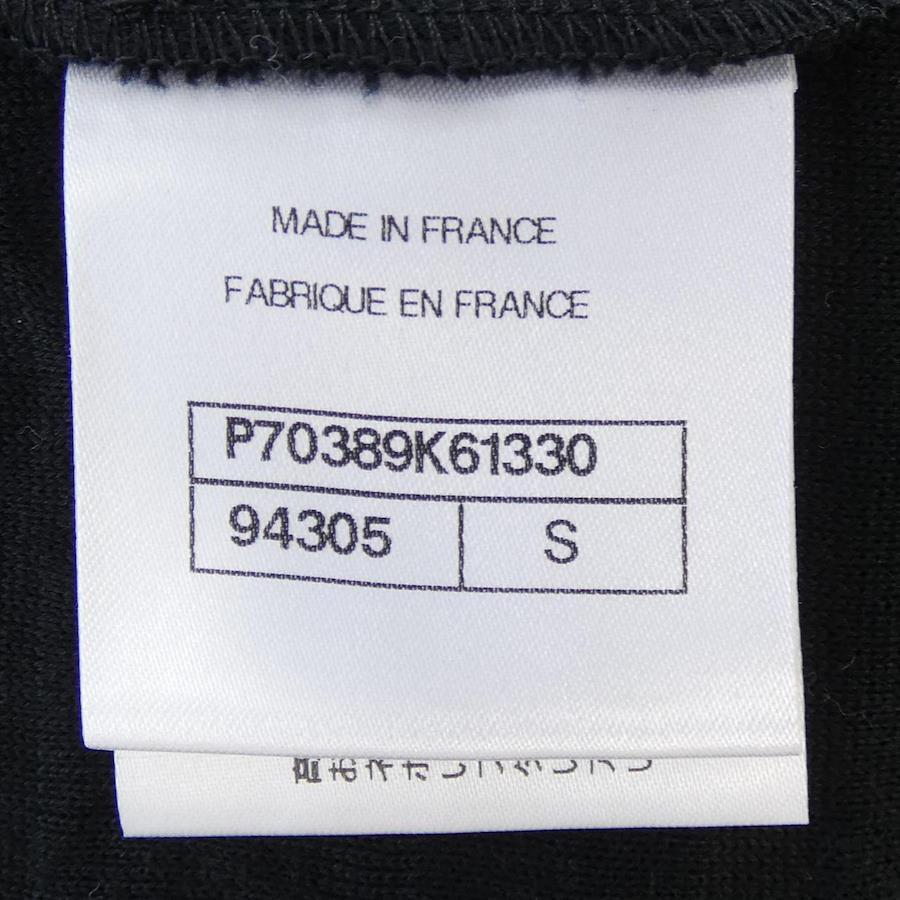 MADE IN FRANCE
FABRIQUE EN FRANCE
P70389K61330
94305 S